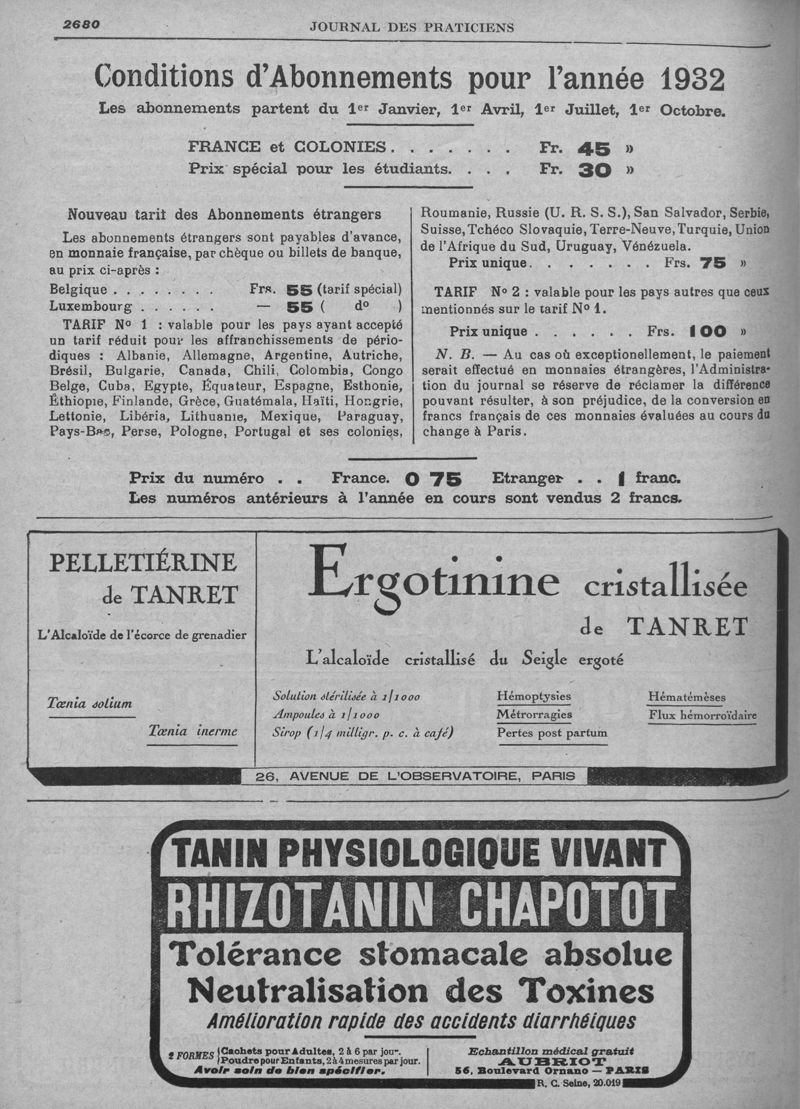 2680
JOURNAL DES PRATICIENS
Conditions d'Abonnements pour l'année 1932
Les abonnements partent du 1er Janvier, 1er Avril, 1er Juillet, 1er Octobre.
FRANCE et COLONIES. . . . . . . Fr. 45 »
Prix spécial pour les étudiants. . . . Fr. 30 »
Nouveau tarif des Abonnements étrangers
Les abonnements étrangers sont payables d'avance,
en monnaie française, par chèque ou billets de banque,
au prix ci-après :
Belgique . . . . . . . . Frs. 55 (tarif spécial)
Luxembourg . . . . . . — 55 ( do )
TARIF No 1 : valable pour les pays ayant accepté
un tarif réduit pour les affranchissements de pério-
diques : Albanie, Allemagne, Argentine, Autriche,
Brésil, Bulgarie, Canada, Chili, Colombia, Congo
Belge, Cuba, Egypte, Équateur, Espagne, Esthonie,
Éthiopie, Finlande, Grèce, Guatémala, Haïti, Hongrie,
Lettonie, Libéria, Lithuanie, Mexique, Paraguay,
Pays-Bas, Perse, Pologne, Portugal et ses colonies,
Roumanie, Russie (U. R. S. S.), San Salvador, Serbie,
Suisse, Tchéco Slovaquie, Terre-Neuve, Turquie, Union
de l'Afrique du Sud, Uruguay, Vénézuela.
Prix unique. . . . . . . Frs. 75 »
TARIF No 2 : valable pour les pays autres que ceux
mentionnés sur le tarif No 1.
Prix unique . . . . . . Frs. 100 »
N. B. — Au cas où exceptionellement, le paiement
serait effectué en monnaies étrangères, l'Administra-
tion du journal se réserve de réclamer la différence
pouvant résulter, à son préjudice, de la conversion en
francs français de ces monnaies évaluées au cours du
change à Paris.
Prix du numéro . . France. 0 75 Etranger . . 1 franc.
Les numéros antérieurs à l'année en cours sont vendus 2 francs.
PELLETIÉRINE
de TANRET
L'Alcaloïde de l'écorce de grenadier
Tœnia solium
Tœnia inerme
Ergotinine cristallisée
de TANRET
L'alcaloïde cristallisé du Seigle ergoté
Solution stérilisée à 1/1000
Ampoules à 1/1000
Sirop (1/4 milligr. p. c. à café)
Hémoptysies
Métrorragies
Pertes post partum
Hématémèses
Flux hémorroïdaire
26, AVENUE DE L'OBSERVATOIRE, PARIS
TANIN PHYSIOLOGIQUE VIVANT
RHIZOTANIN CHAPOTOT
Tolérance stomacale absolue
Neutralisation des Toxines
Amélioration rapide des accidents diarrhéiques
2 FORMES { Cachets pour Adultes, 2 à 6 par jour.
Poudre pour Enfants, 2 à 4 mesures par jour.
Avoir soin de bien spécifier.
Echantillon médical gratuit
AUBRIOT
56, Boulevard Ornano — PARIS
R. C. Seine, 20.019